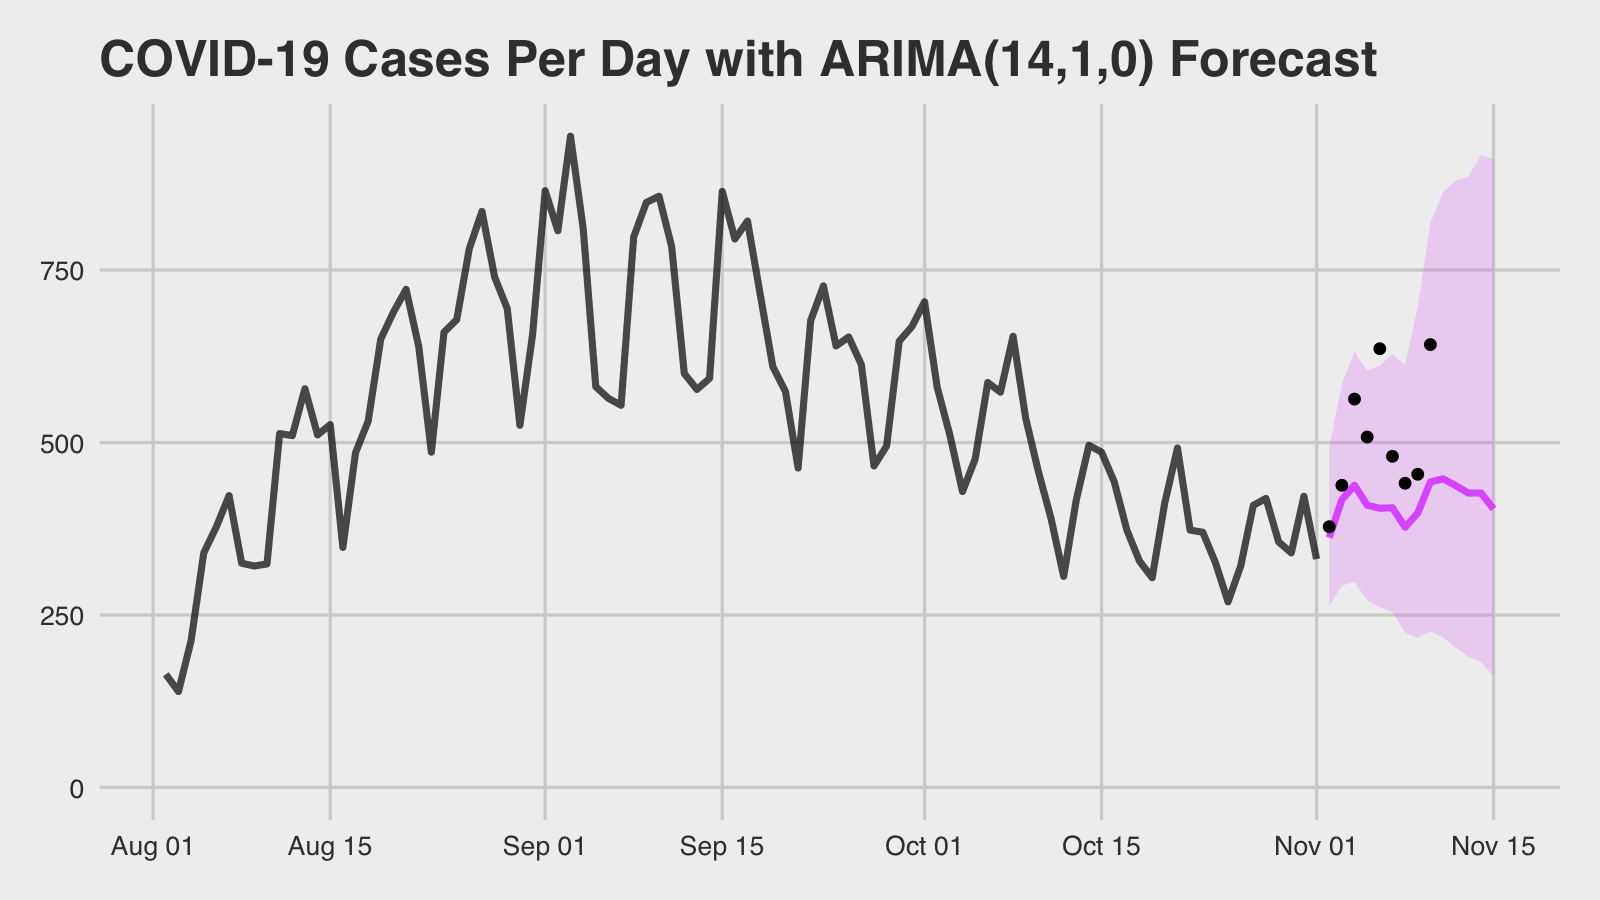 COVID-19 Cases Per Day with ARIMA(14,1,0) Forecast
750
500
250
0
Aug 01 Aug 15 Sep 01 Sep 15 Oct 01 Oct 15 Nov 01 Nov 15